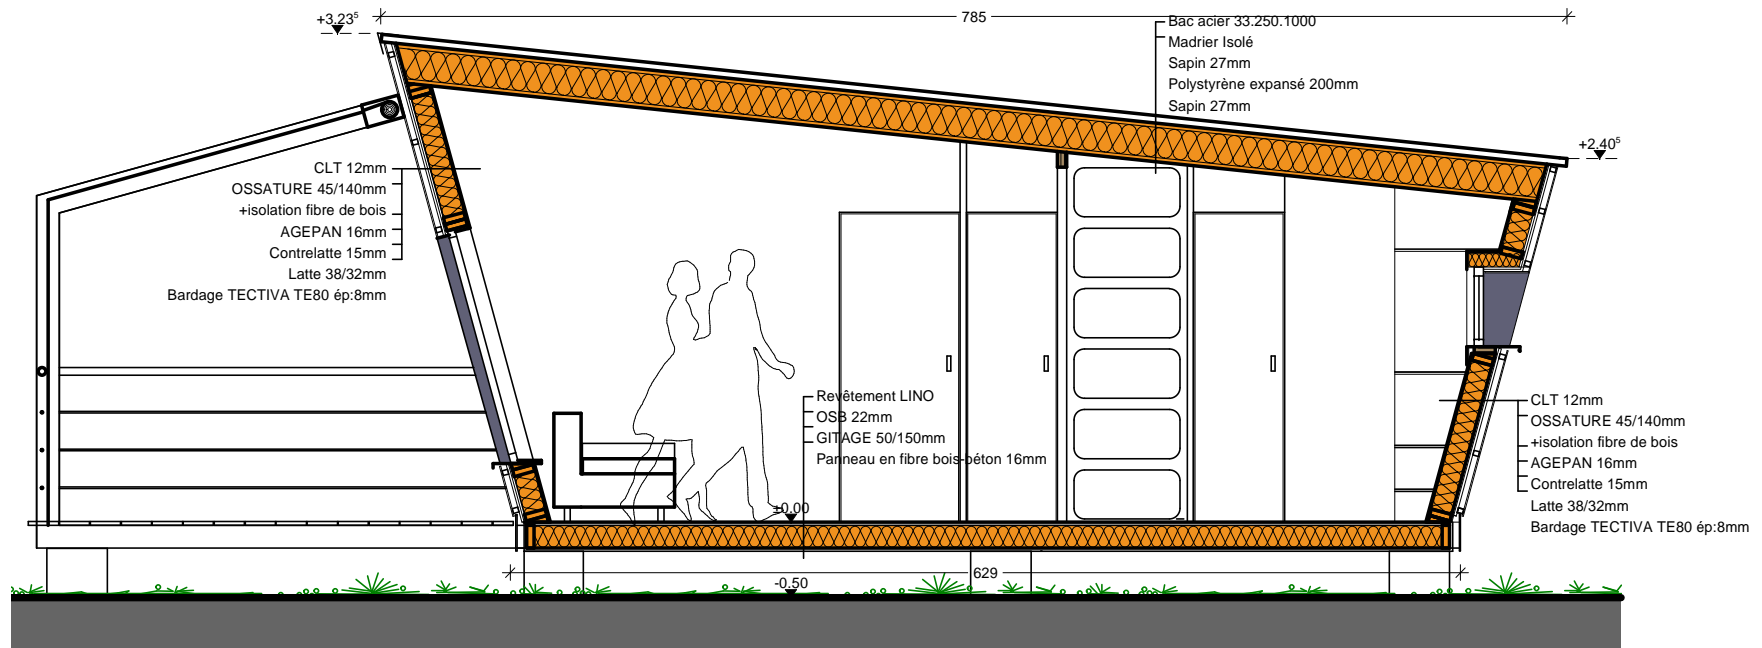 785
+3.23⁵
Bac acier 33.250.1000
Madrier Isolé
Sapin 27mm
Polystyrène expansé 200mm
Sapin 27mm
+2.40⁵
CLT 12mm
OSSATURE 45/140mm
+isolation fibre de bois
AGEPAN 16mm
Contrelatte 15mm
Latte 38/32mm
Bardage TECTIVA TE80 ép:8mm
Revêtement LINO
OSB 22mm
GITAGE 50/150mm
Panneau en fibre bois-béton 16mm
CLT 12mm
OSSATURE 45/140mm
+isolation fibre de bois
AGEPAN 16mm
Contrelatte 15mm
Latte 38/32mm
Bardage TECTIVA TE80 ép:8mm
±0.00
629
-0.50